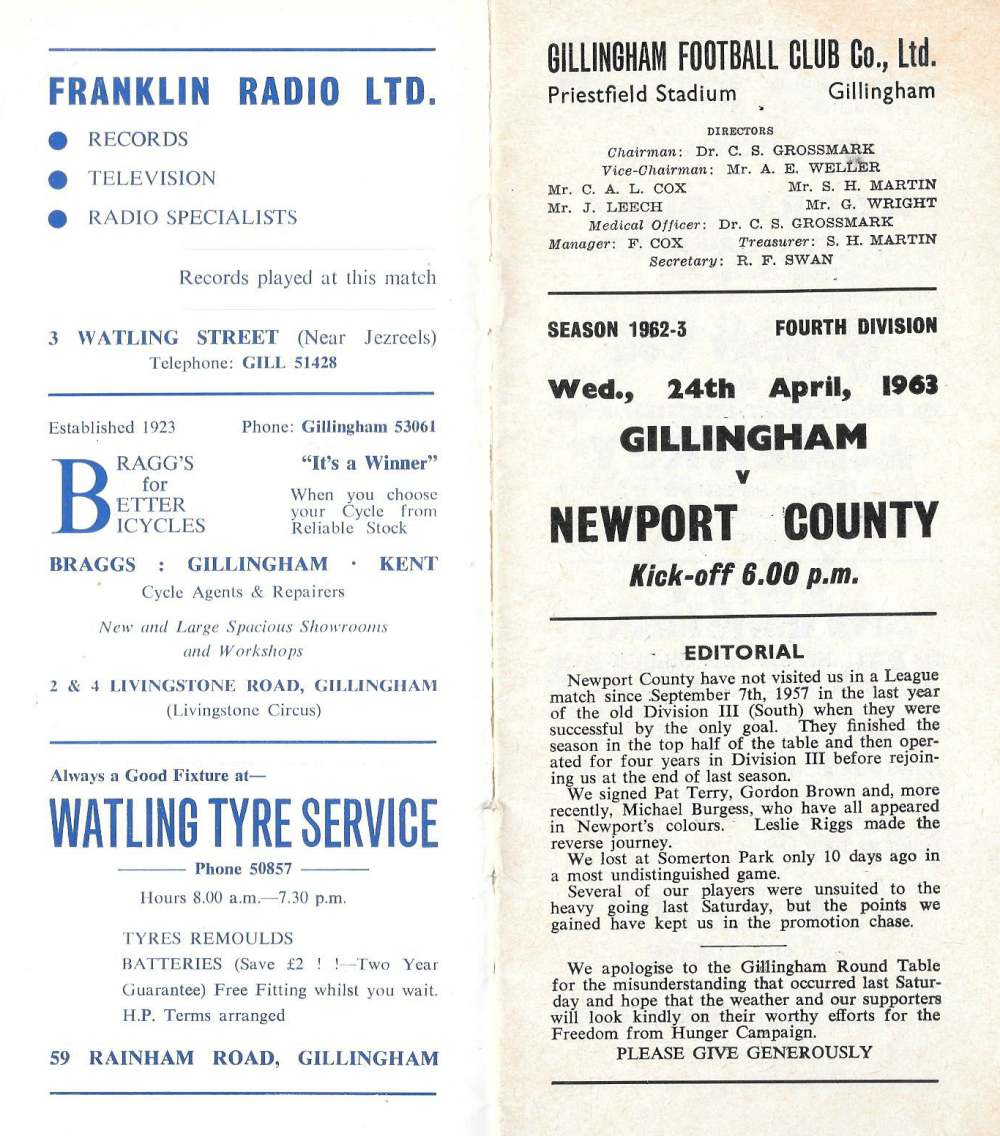 FRANKLIN RADIO LTD.
● RECORDS
● TELEVISION
● RADIO SPECIALISTS
Records played at this match
3 WATLING STREET (Near Jezreels)
Telephone: GILL 51428
Established 1923 Phone: Gillingham 53061
BRAGG'S
for
BETTER
BICYCLES
"It's a Winner"
When you choose
your Cycle from
Reliable Stock
BRAGGS : GILLINGHAM · KENT
Cycle Agents & Repairers
New and Large Spacious Showrooms
and Workshops
2 & 4 LIVINGSTONE ROAD, GILLINGHAM
(Livingstone Circus)
Always a Good Fixture at—
WATLING TYRE SERVICE
Phone 50857
Hours 8.00 a.m.—7.30 p.m.
TYRES REMOULDS
BATTERIES (Save £2 ! !—Two Year
Guarantee) Free Fitting whilst you wait.
H.P. Terms arranged
59 RAINHAM ROAD, GILLINGHAM
GILLINGHAM FOOTBALL CLUB Co., Ltd.
Priestfield Stadium Gillingham
DIRECTORS
Chairman: Dr. C. S. GROSSMARK
Vice-Chairman: Mr. A. E. WELLER
Mr. C. A. L. COX Mr. S. H. MARTIN
Mr. J. LEECH Mr. G. WRIGHT
Medical Officer: Dr. C. S. GROSSMARK
Manager: F. COX Treasurer: S. H. MARTIN
Secretary: R. F. SWAN
SEASON 1962-3 FOURTH DIVISION
Wed., 24th April, 1963
GILLINGHAM
v
NEWPORT COUNTY
Kick-off 6.00 p.m.
EDITORIAL
Newport County have not visited us in a League
match since September 7th, 1957 in the last year
of the old Division III (South) when they were
successful by the only goal. They finished the
season in the top half of the table and then oper-
ated for four years in Division III before rejoin-
ing us at the end of last season.
We signed Pat Terry, Gordon Brown and, more
recently, Michael Burgess, who have all appeared
in Newport's colours. Leslie Riggs made the
reverse journey.
We lost at Somerton Park only 10 days ago in
a most undistinguished game.
Several of our players were unsuited to the
heavy going last Saturday, but the points we
gained have kept us in the promotion chase.
We apologise to the Gillingham Round Table
for the misunderstanding that occurred last Satur-
day and hope that the weather and our supporters
will look kindly on their worthy efforts for the
Freedom from Hunger Campaign.
PLEASE GIVE GENEROUSLY